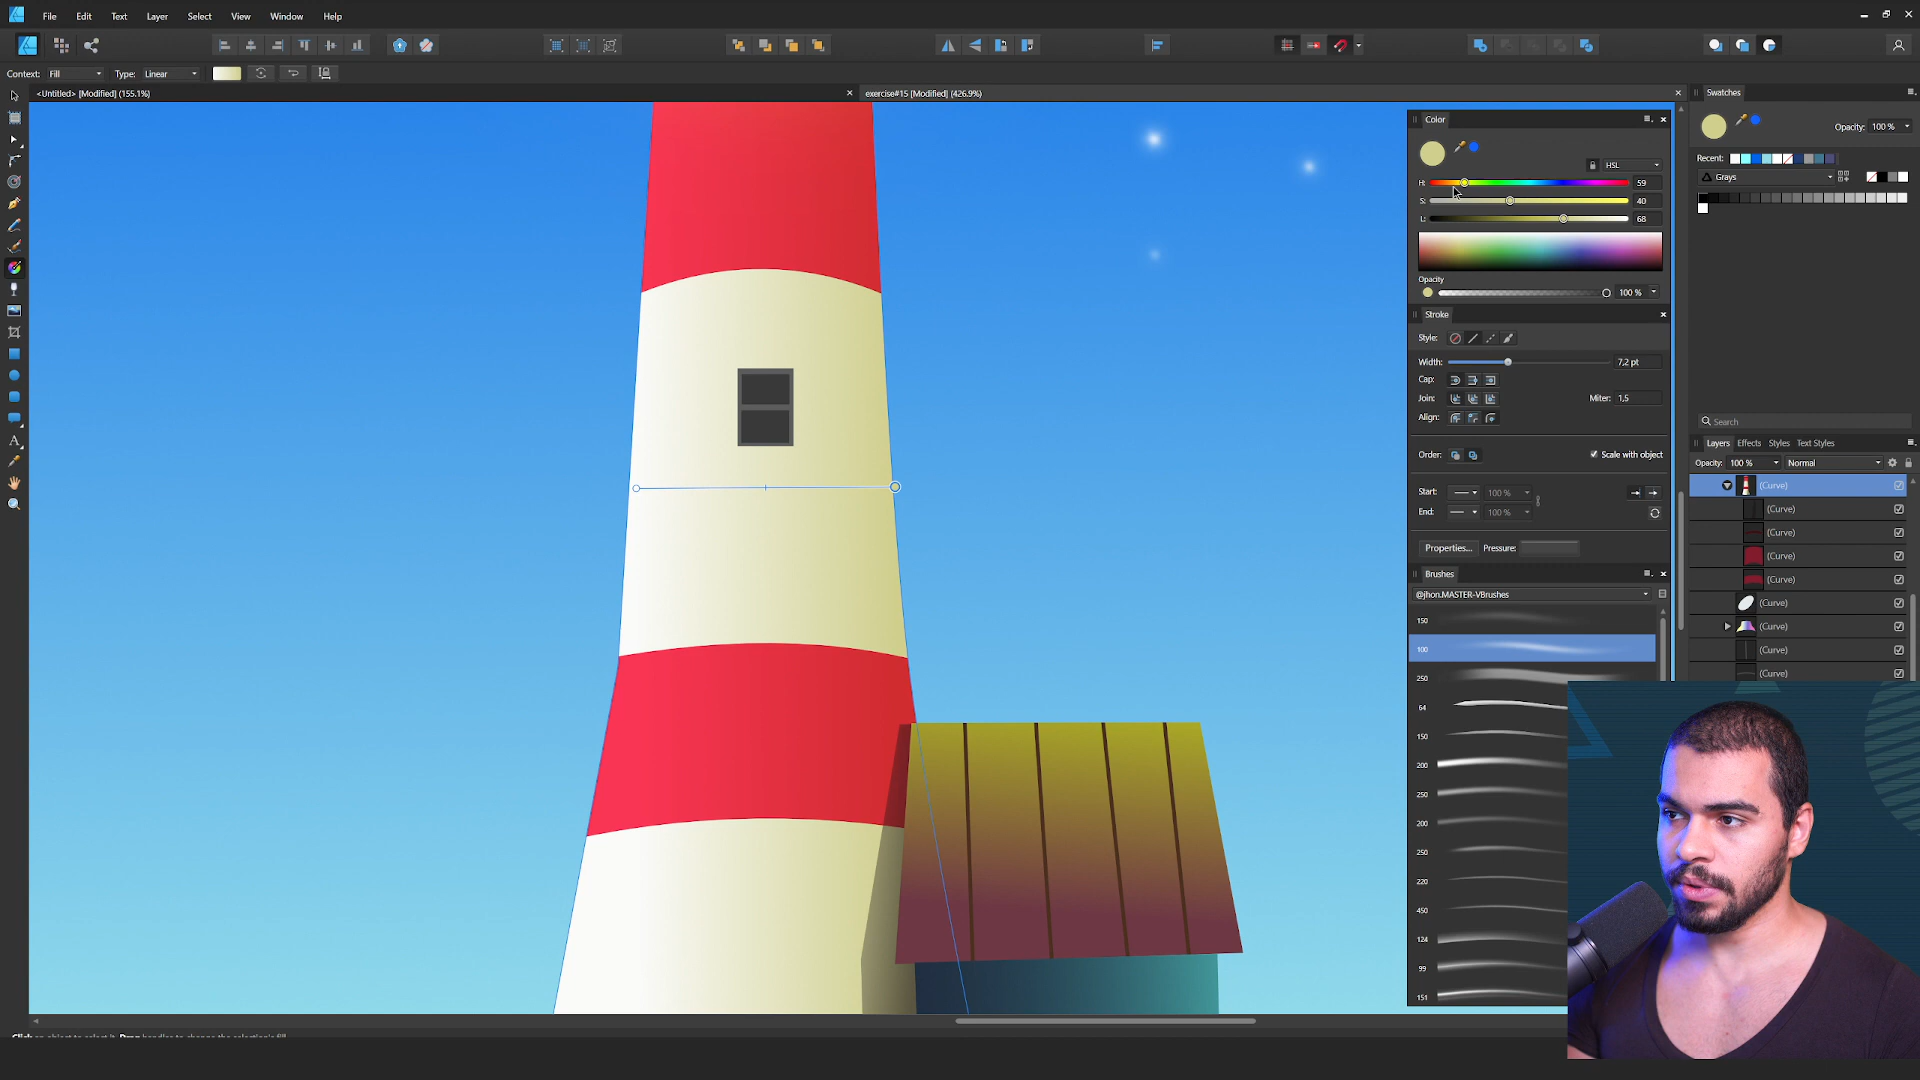 File Edit Text Layer Select View Window Help
Context: Fill Type: Linear
<Untitled> [Modified] (155.1%)
exercise#15 [Modified] (426.9%)
Color
HSL
H: 59
S: 40
L: 68
Opacity
100 %
Stroke
Style:
Width: 7,2 pt
Cap:
Join: Miter: 1,5
Align:
Order: Scale with object
Start: 100 %
End: 100 %
Properties... Pressure:
Brushes
@jhon.MASTER-VBrushes
150
100
250
64
150
200
250
200
250
220
450
124
99
151
Swatches
Opacity: 100 %
Recent:
Grays
Search
Layers Effects Styles Text Styles
Opacity: 100 % Normal
(Curve)
(Curve)
(Curve)
(Curve)
(Curve)
(Curve)
(Curve)
(Curve)
(Curve)